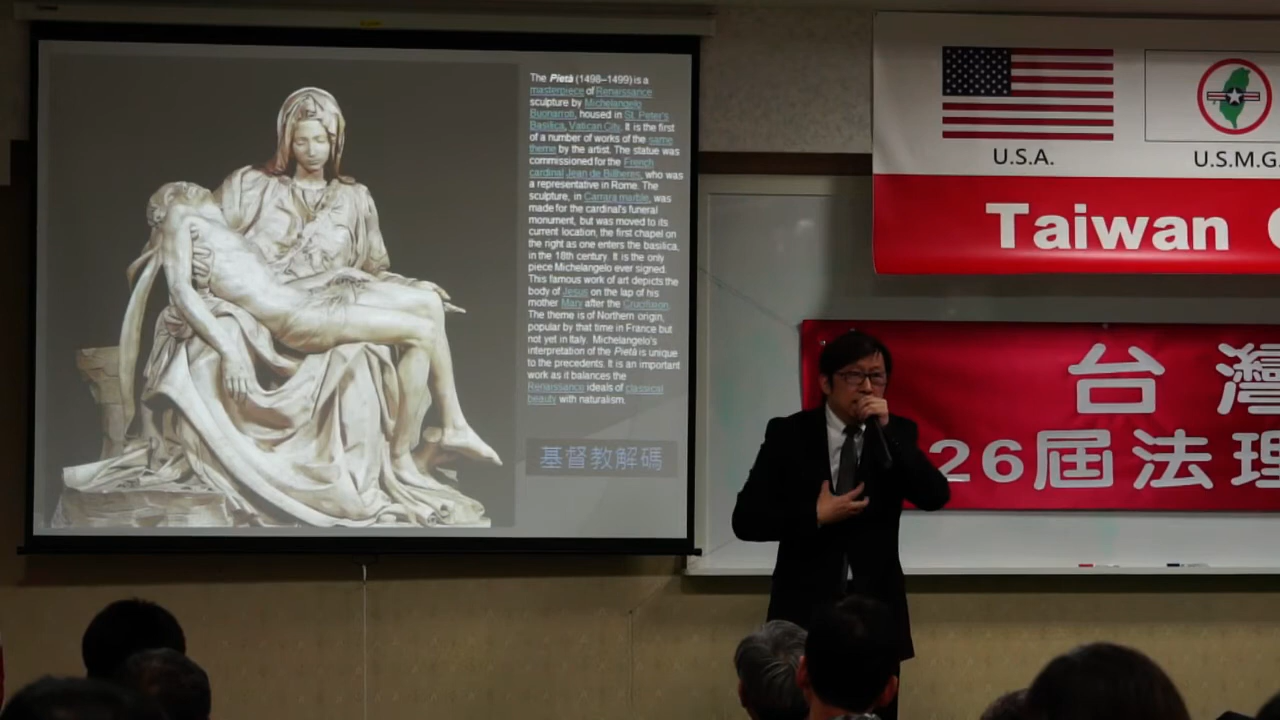 The Pietà (1498–1499) is a
masterpiece of Renaissance
sculpture by Michelangelo
Buonarroti, housed in St. Peter's
Basilica, Vatican City. It is the first
of a number of works of the same
theme by the artist. The statue was
commissioned for the French
cardinal Jean de Billheres, who was
a representative in Rome. The
sculpture, in Carrara marble, was
made for the cardinal's funeral
monument, but was moved to its
current location, the first chapel on
the right as one enters the basilica,
in the 18th century. It is the only
piece Michelangelo ever signed.
This famous work of art depicts the
body of Jesus on the lap of his
mother Mary after the Crucifixion.
The theme is of Northern origin,
popular by that time in France but
not yet in Italy. Michelangelo's
interpretation of the Pietà is unique
to the precedents. It is an important
work as it balances the
Renaissance ideals of classical
beauty with naturalism.
基督教解碼
U.S.A.
U.S.M.G.
Taiwan
台灣
26屆法理